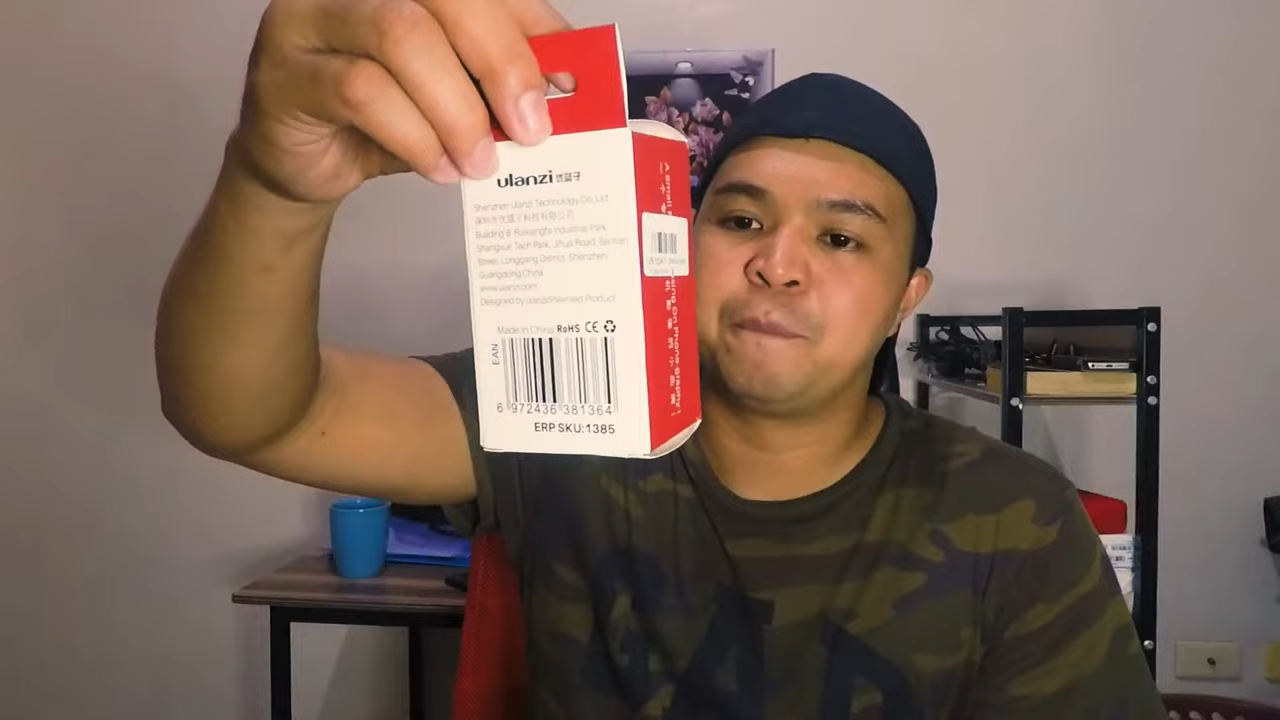 ulanzi 优篮子
Shenzhen Ulanzi Technology Co.,Ltd
深圳市优篮子科技有限公司
Building B, Ruixiangfa Industrial Park,
Shangxue Tech Park, Jihua Road, Bantian
Street, Longgang District, Shenzhen
Guangdong,China
www.ulanzi.com
Designed by ulanzi/Patented Product
Made in China RoHS CE
EAN
6 972436 381364
ERP SKU:1385
A small
On Phone